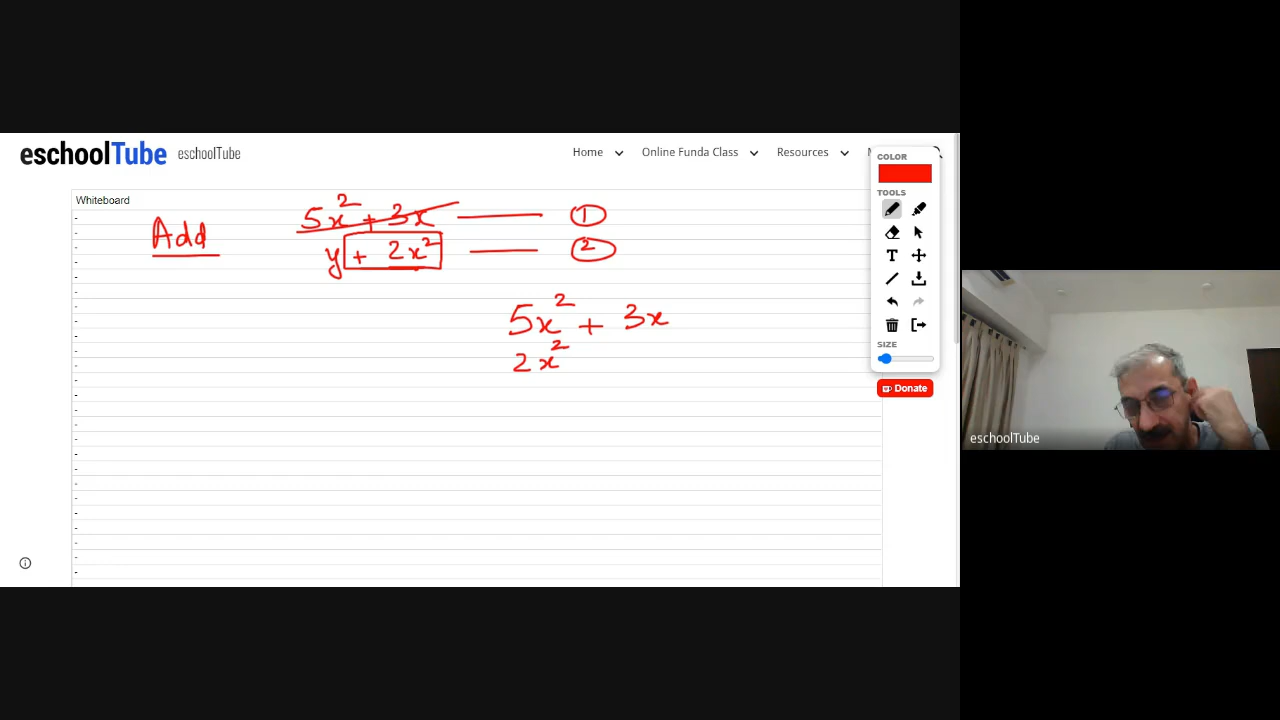 eschoolTube eschoolTube Home Online Funda Class Resources M
COLOR
TOOLS
T
SIZE
Donate
Whiteboard
Add 5x² + 3x ——— ①
y + 2x² ——— ②
5x² + 3x
2x²
eschoolTube